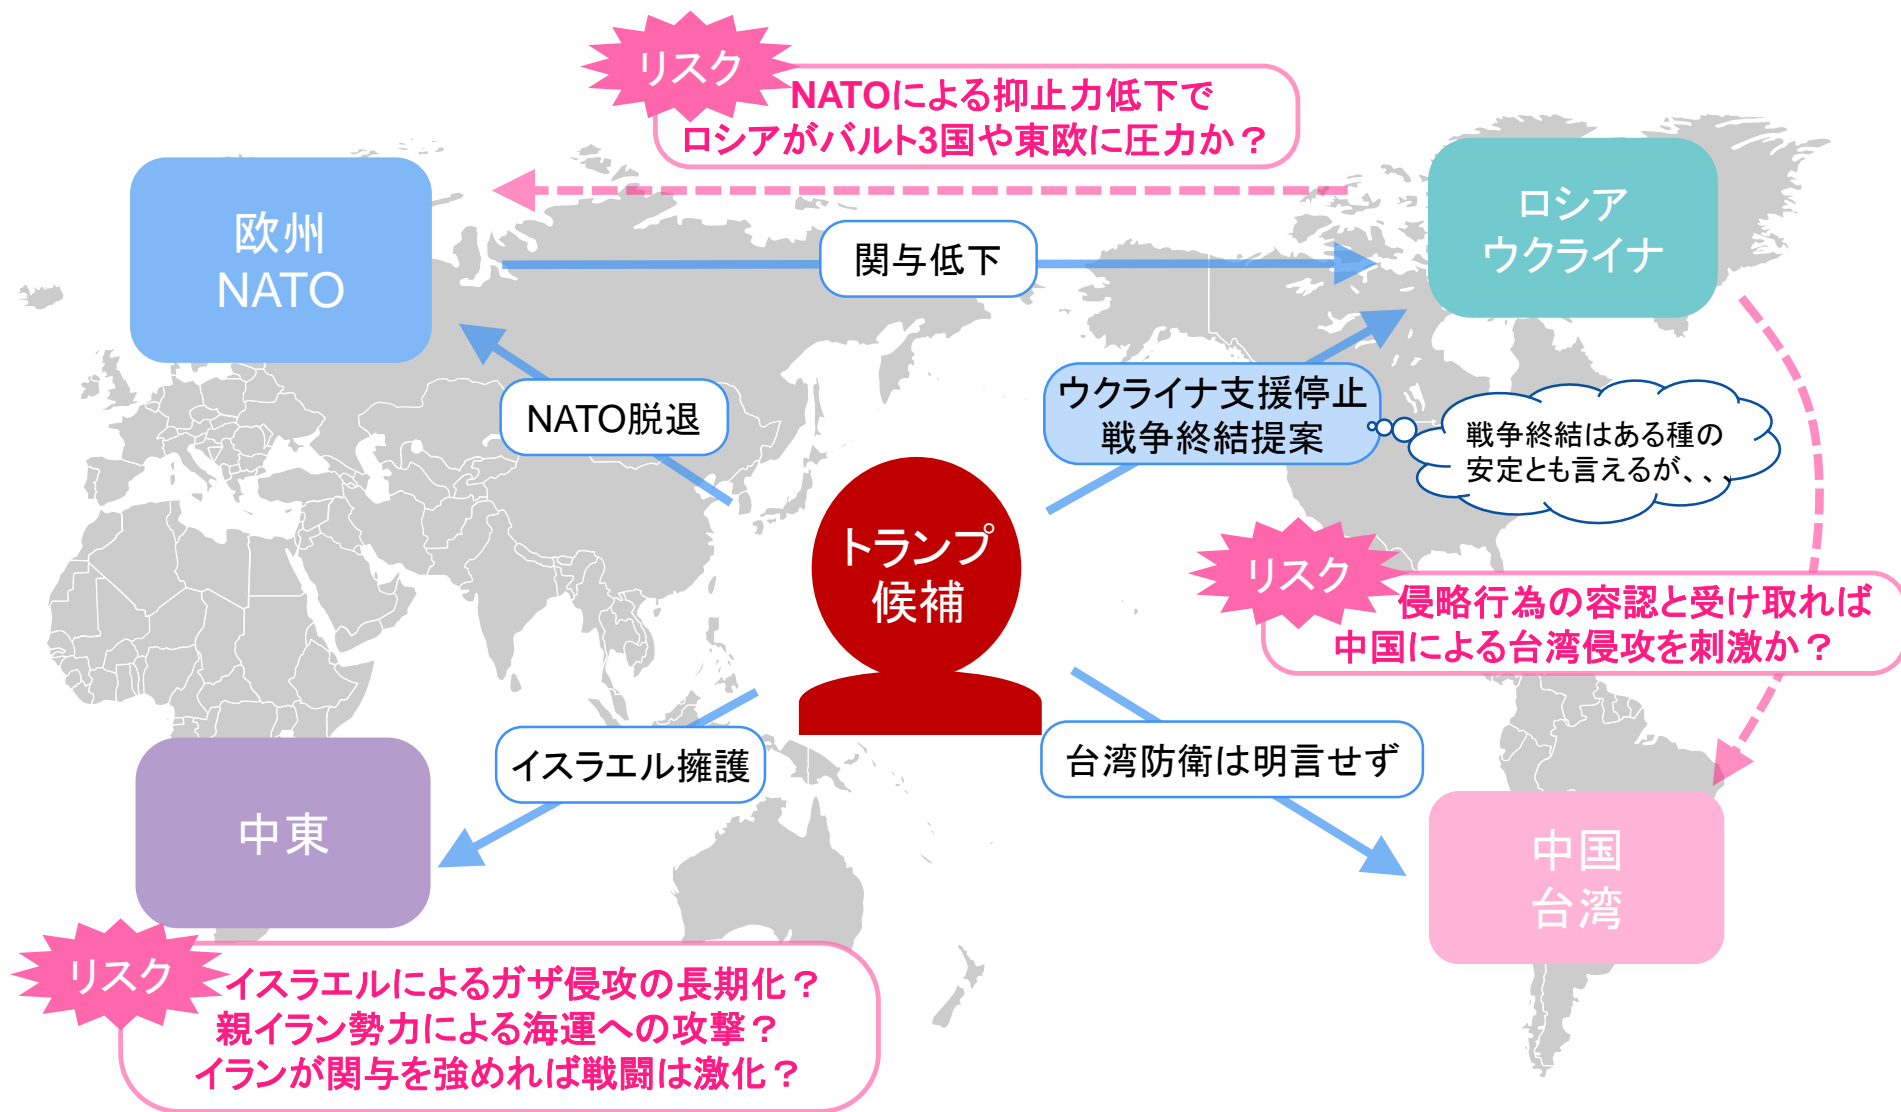 リスク
NATOによる抑止力低下で
ロシアがバルト3国や東欧に圧力か？
欧州
NATO
ロシア
ウクライナ
関与低下
NATO脱退
ウクライナ支援停止
戦争終結提案
戦争終結はある種の
安定とも言えるが、、、
トランプ
候補
リスク
侵略行為の容認と受け取れば
中国による台湾侵攻を刺激か？
イスラエル擁護
台湾防衛は明言せず
中東
中国
台湾
リスク
イスラエルによるガザ侵攻の長期化？
親イラン勢力による海運への攻撃？
イランが関与を強めれば戦闘は激化？